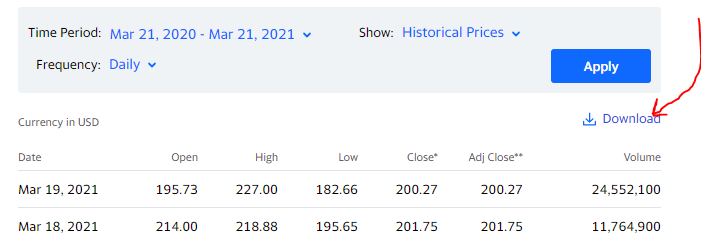 Time Period: Mar 21, 2020 - Mar 21, 2021 Show: Historical Prices
Frequency: Daily Apply
Currency in USD Download
Date Open High Low Close* Adj Close** Volume
Mar 19, 2021 195.73 227.00 182.66 200.27 200.27 24,552,100
Mar 18, 2021 214.00 218.88 195.65 201.75 201.75 11,764,900